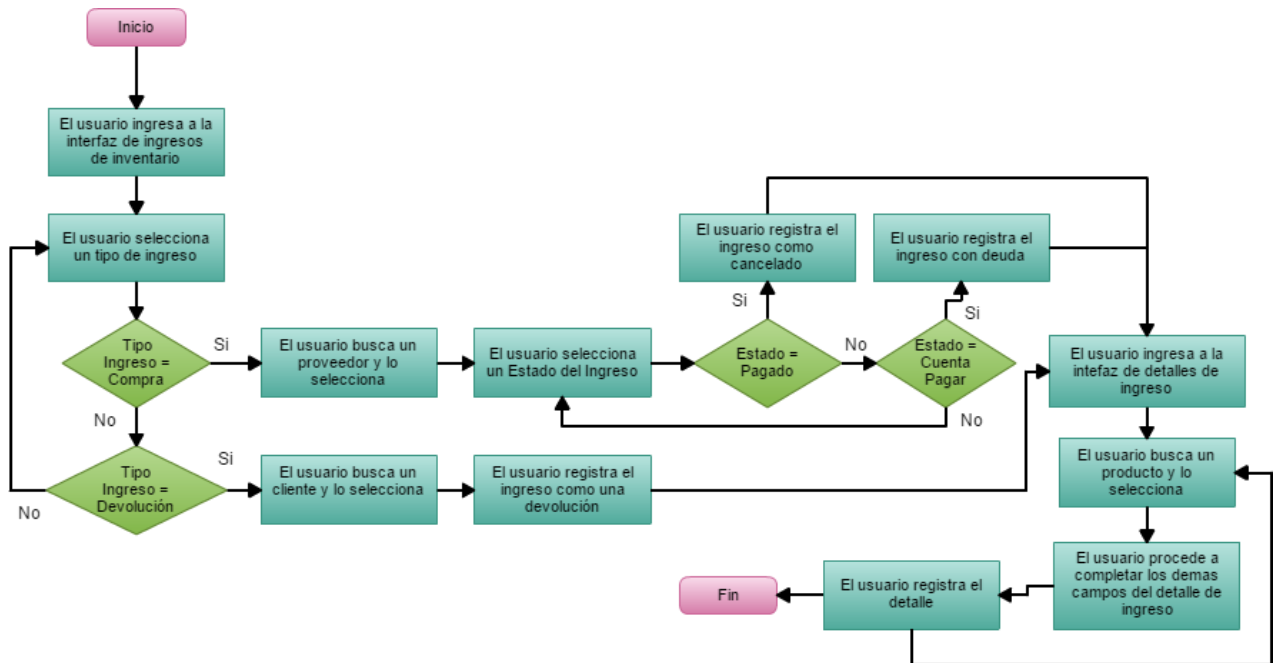 Inicio
El usuario ingresa a la
interfaz de ingresos
de inventario
El usuario selecciona
un tipo de ingreso
Tipo
Ingreso =
Compra
Si
No
El usuario busca un
proveedor y lo
selecciona
El usuario selecciona
un Estado del Ingreso
Estado =
Pagado
Si
No
El usuario registra el
ingreso como
cancelado
Estado =
Cuenta
Pagar
Si
No
El usuario registra el
ingreso con deuda
Tipo
Ingreso =
Devolución
Si
No
El usuario busca un
cliente y lo selecciona
El usuario registra el
ingreso como una
devolución
El usuario ingresa a la
intefaz de detalles de
ingreso
El usuario busca un
producto y lo
selecciona
El usuario procede a
completar los demas
campos del detalle de
ingreso
El usuario registra el
detalle
Fin